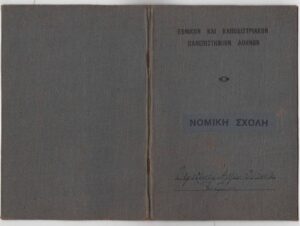 ΕΘΝΙΚΟΝ ΚΑΙ ΚΑΠΟΔΙΣΤΡΙΑΚΟΝ
ΠΑΝΕΠΙΣΤΗΜΙΟΝ ΑΘΗΝΩΝ
ΝΟΜΙΚΗ ΣΧΟΛΗ